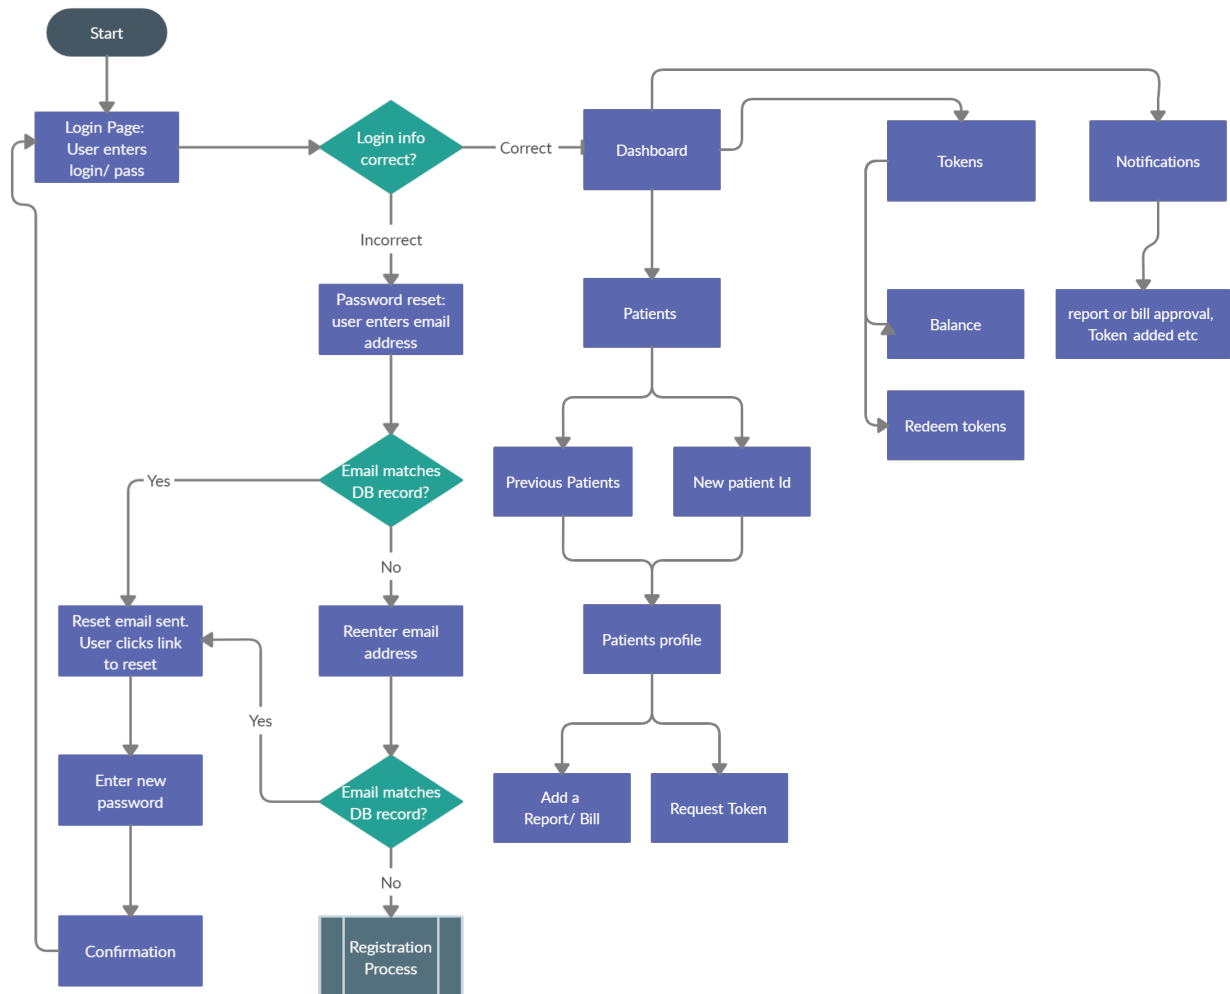 Start
Login Page:
User enters
login/ pass
Login info
correct?
Correct
Dashboard
Tokens
Notifications
Incorrect
Password reset:
user enters email
address
Patients
Balance
report or bill approval,
Token added etc
Redeem tokens
Email matches
DB record?
Yes
Previous Patients
New patient Id
No
Reset email sent.
User clicks link
to reset
Reenter email
address
Patients profile
Yes
Enter new
password
Email matches
DB record?
Add a
Report/ Bill
Request Token
No
Confirmation
Registration
Process